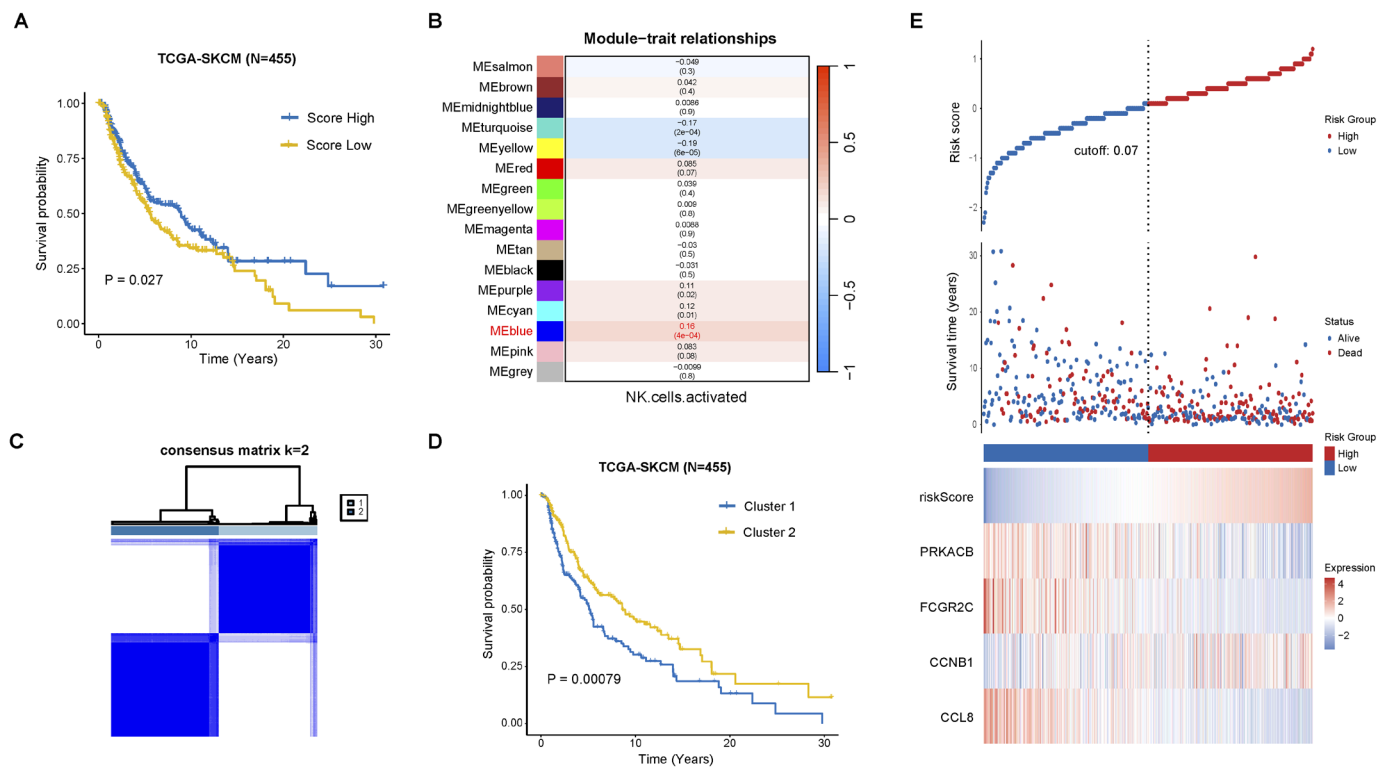 A
TCGA-SKCM (N=455)
Survival probability
1.00
0.75
0.50
0.25
0.00
Score High
Score Low
P = 0.027
0
10
20
30
Time (Years)
B
Module−trait relationships
MEsalmon
−0.049
(0.3)
MEbrown
0.042
(0.4)
MEmidnightblue
0.0086
(0.9)
MEturquoise
−0.17
(2e−04)
MEyellow
−0.19
(6e−05)
MEred
0.085
(0.07)
MEgreen
0.039
(0.4)
MEgreenyellow
0.009
(0.8)
MEmagenta
0.0088
(0.9)
MEtan
−0.03
(0.5)
MEblack
−0.031
(0.5)
MEpurple
0.11
(0.02)
MEcyan
0.12
(0.01)
MEblue
0.16
(4e−04)
MEpink
0.083
(0.08)
MEgrey
−0.0099
(0.8)
NK.cells.activated
1
0.5
0
−0.5
−1
C
consensus matrix k=2
1
2
D
TCGA-SKCM (N=455)
Survival probability
1.00
0.75
0.50
0.25
0.00
Cluster 1
Cluster 2
P = 0.00079
0
10
20
30
Time (Years)
E
Risk score
1
0
−1
−2
cutoff: 0.07
Risk Group
High
Low
Survival time (years)
30
20
10
0
Status
Alive
Dead
Risk Group
High
Low
riskScore
PRKACB
FCGR2C
CCNB1
CCL8
Expression
4
2
0
−2